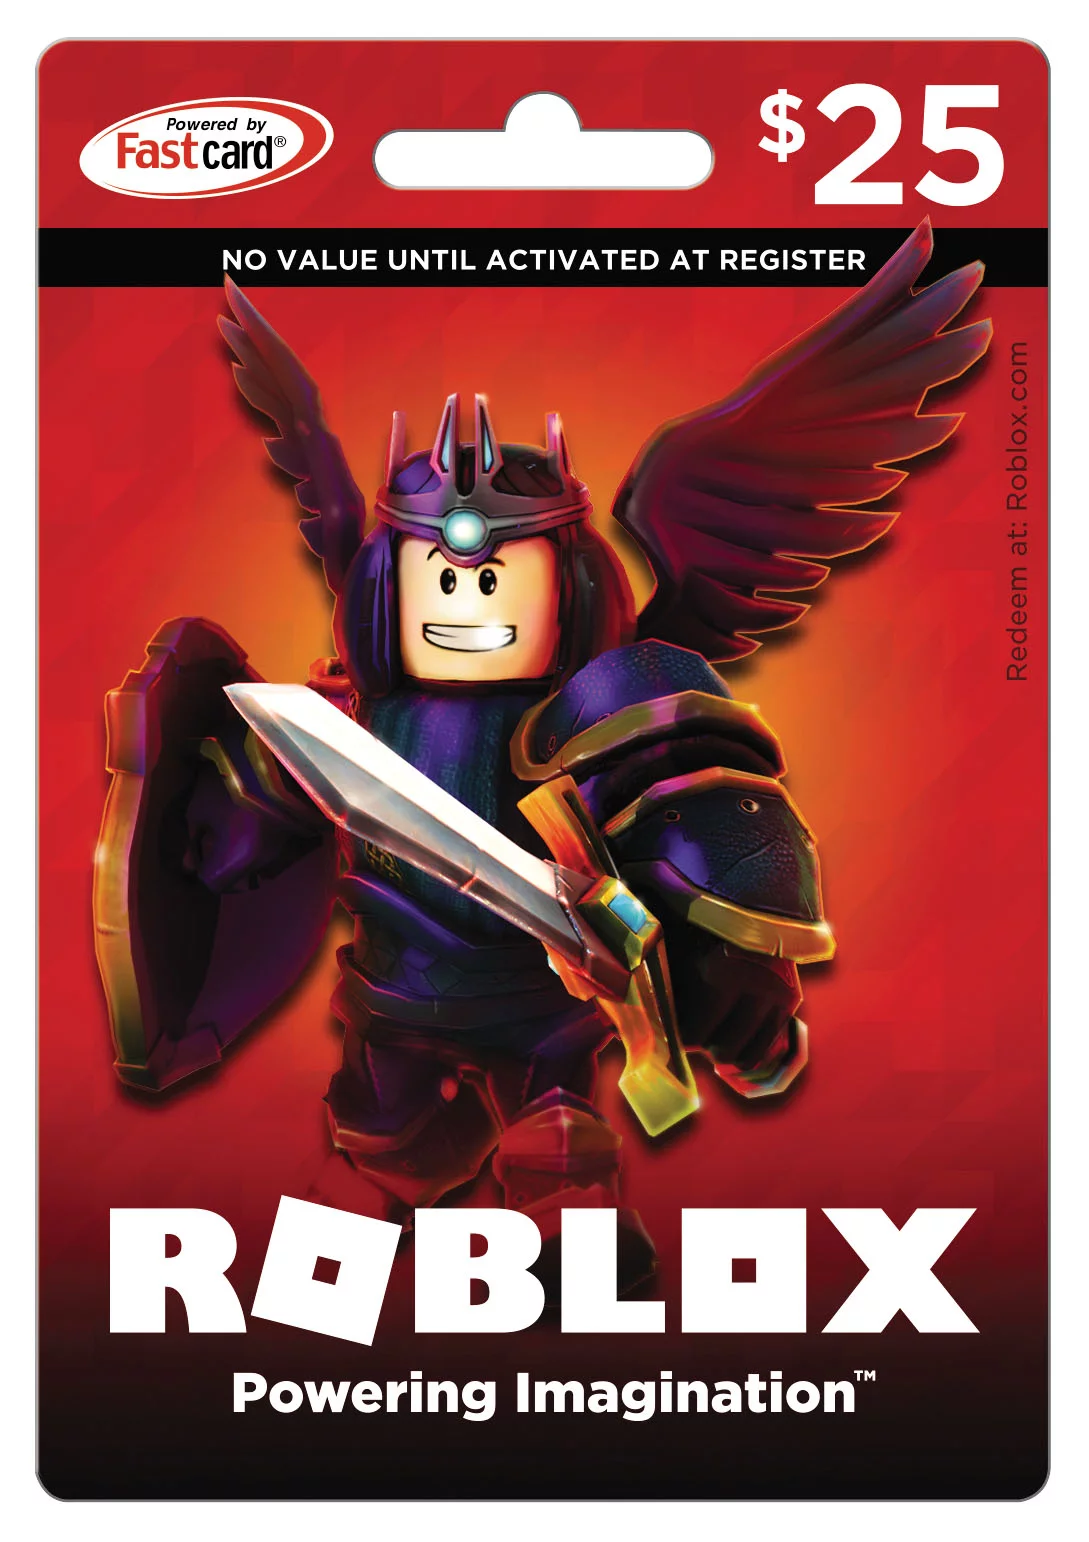 Powered by
Fastcard®
$25
NO VALUE UNTIL ACTIVATED AT REGISTER
Redeem at: Roblox.com
ROBLOX
Powering Imagination™